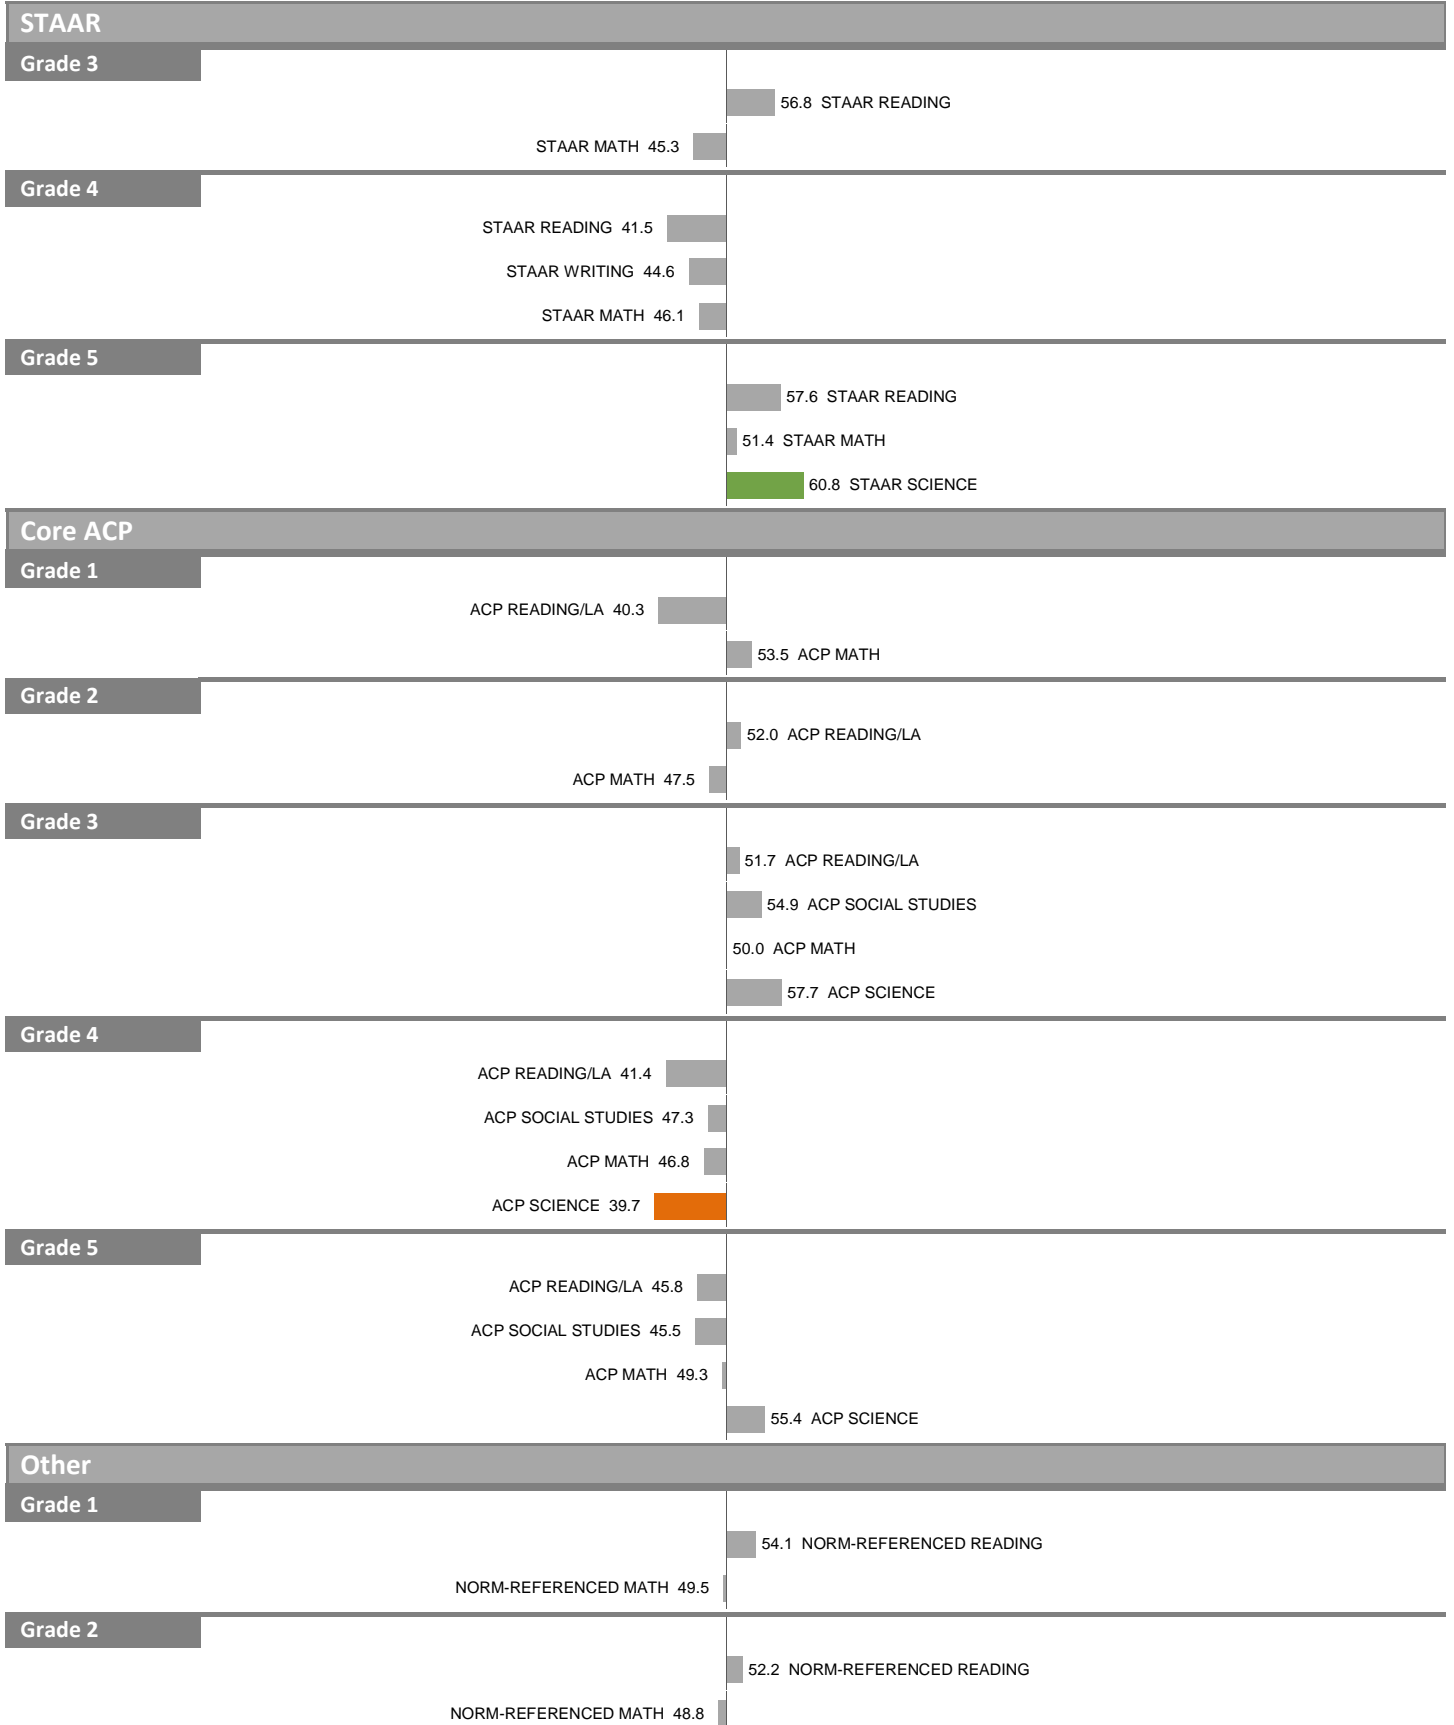 STAAR
Grade 3
56.8 STAAR READING
STAAR MATH 45.3
Grade 4
STAAR READING 41.5
STAAR WRITING 44.6
STAAR MATH 46.1
Grade 5
57.6 STAAR READING
51.4 STAAR MATH
60.8 STAAR SCIENCE
Core ACP
Grade 1
ACP READING/LA 40.3
53.5 ACP MATH
Grade 2
52.0 ACP READING/LA
ACP MATH 47.5
Grade 3
51.7 ACP READING/LA
54.9 ACP SOCIAL STUDIES
50.0 ACP MATH
57.7 ACP SCIENCE
Grade 4
ACP READING/LA 41.4
ACP SOCIAL STUDIES 47.3
ACP MATH 46.8
ACP SCIENCE 39.7
Grade 5
ACP READING/LA 45.8
ACP SOCIAL STUDIES 45.5
ACP MATH 49.3
55.4 ACP SCIENCE
Other
Grade 1
54.1 NORM-REFERENCED READING
NORM-REFERENCED MATH 49.5
Grade 2
52.2 NORM-REFERENCED READING
NORM-REFERENCED MATH 48.8